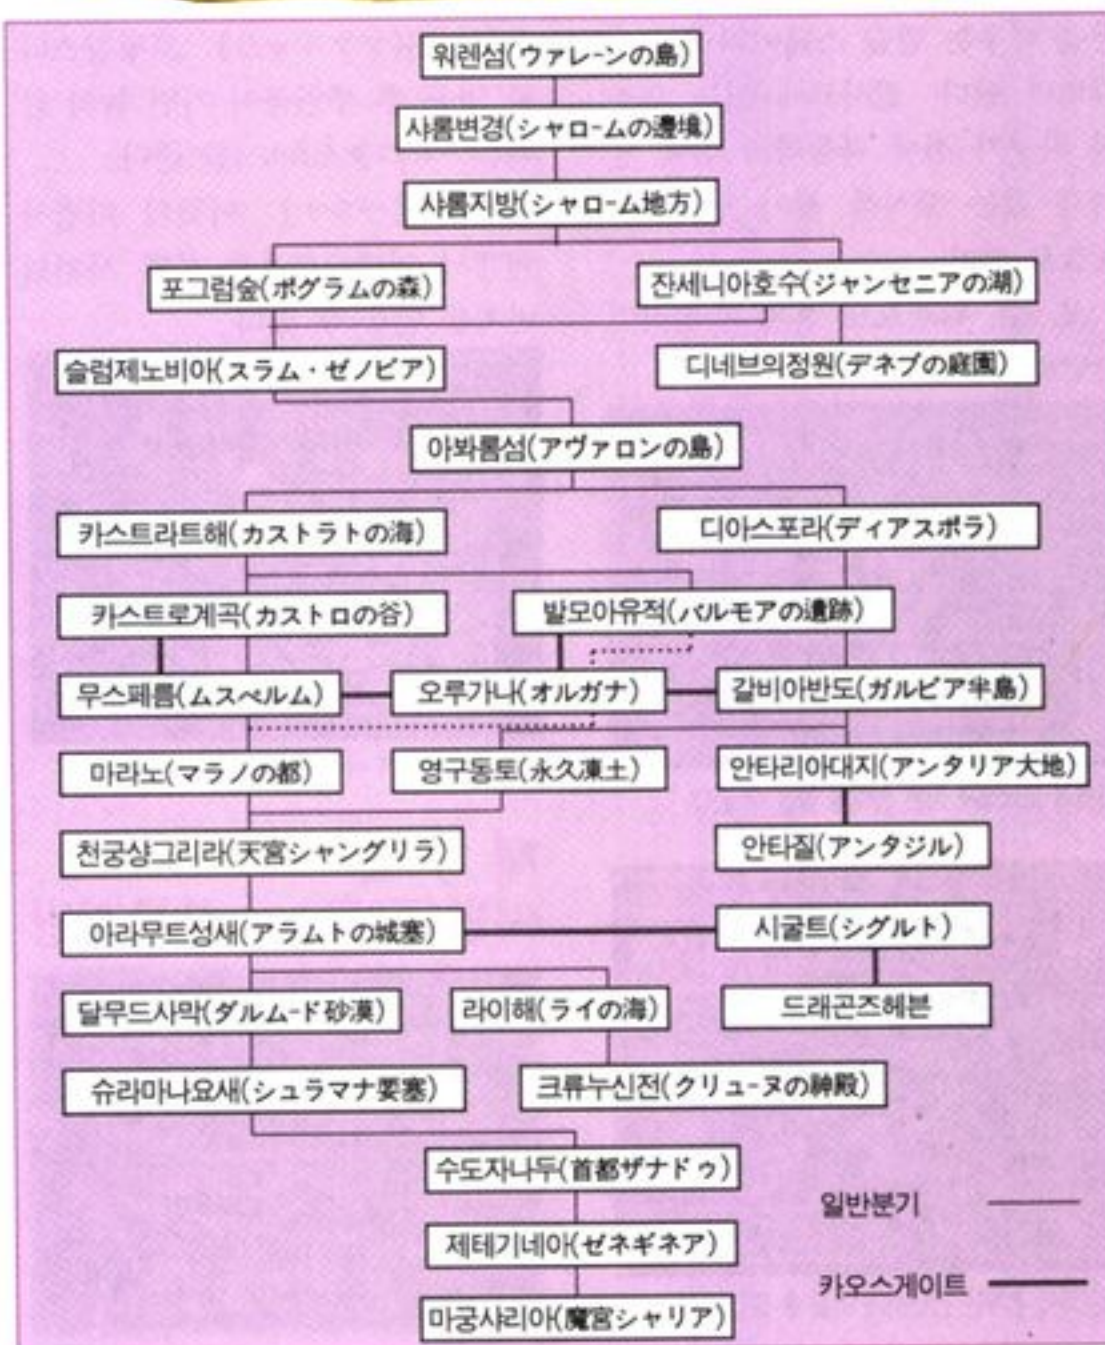 워렌섬(ウァレーンの島)
샤롬변경(シャロームの邊境)
샤롬지방(シャローム地方)
포그럼숲(ポグラムの森)
잔세니아호수(ジャンセニアの湖)
슬럼제노비아(スラム・ゼノビア)
디네브의정원(デネブの庭園)
아봐롬섬(アヴァロンの島)
카스트라트해(カストラトの海)
디아스포라(ディアスポラ)
카스트로계곡(カストロの谷)
발모아유적(バルモアの遺跡)
무스페름(ムスペルム)
오루가나(オルガナ)
갈비아반도(ガルビア半島)
마라노(マラノの都)
영구동토(永久凍土)
안타리아대지(アンタリア大地)
천궁샹그리라(天宮シャングリラ)
안타질(アンタジル)
아라무트성새(アラムトの城塞)
시굴트(シグルト)
달무드사막(ダルムード砂漠)
라이해(ライの海)
드래곤즈헤븐
슈라마나요새(シュラマナ要塞)
크류누신전(クリューヌの神殿)
수도자나두(首都ザナドゥ)
일반분기
제테기네아(ゼネギネア)
카오스게이트
마궁샤리아(魔宮シャリア)